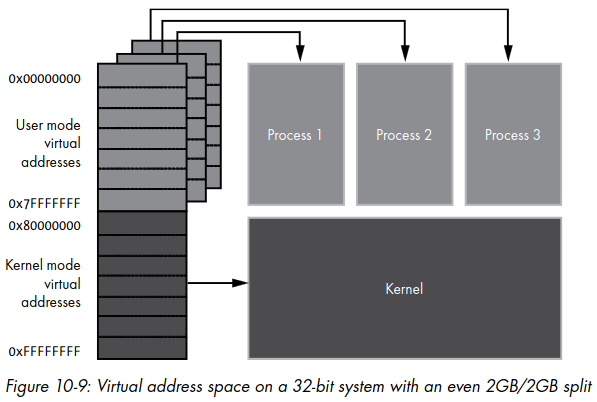 0x00000000
User mode
virtual
addresses
0x7FFFFFFF
0x80000000
Kernel mode
virtual
addresses
0xFFFFFFFF
Process 1
Process 2
Process 3
Kernel
Figure 10-9: Virtual address space on a 32-bit system with an even 2GB/2GB split